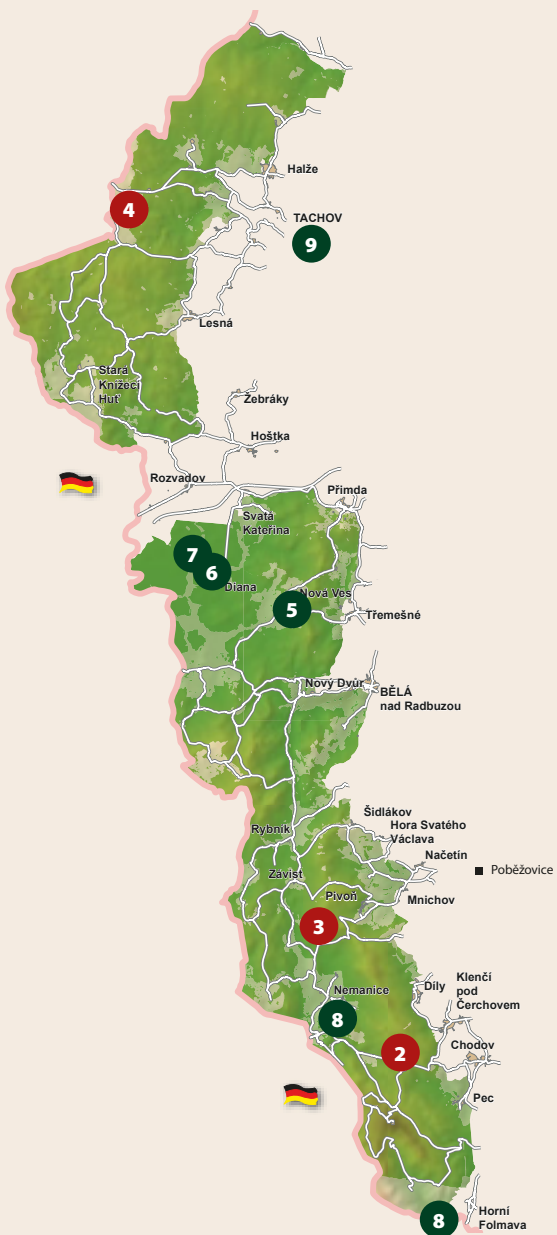 Halže
4
TACHOV
9
Lesná
Stará
Knížecí
Huť
Žebráky
Hoštka
Rozvadov
Přimda
Svatá
Kateřina
7
6
Diana
Nová Ves
5
Třemešné
Nový Dvůr
BĚLÁ
nad Radbuzou
Šidlákov
Rybník
Hora Svatého
Václava
Načetín
Poběžovice
Závist
Pivoň
Mnichov
3
Nemanice
Díly
Klenčí
pod
Čerchovem
8
Chodov
2
Pec
Horní
Folmava
8